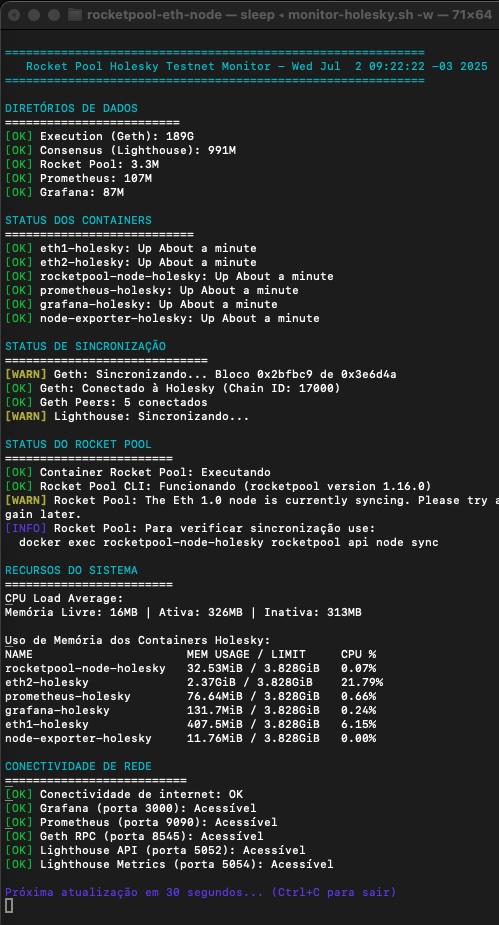 rocketpool-eth-node — sleep ◂ monitor-holesky.sh -w — 71×64
============================================================
Rocket Pool Holesky Testnet Monitor - Wed Jul  2 09:22:22 -03 2025
============================================================
DIRETÓRIOS DE DADOS
=========================
[OK] Execution (Geth): 189G
[OK] Consensus (Lighthouse): 991M
[OK] Rocket Pool: 3.3M
[OK] Prometheus: 107M
[OK] Grafana: 87M
STATUS DOS CONTAINERS
===========================
[OK] eth1-holesky: Up About a minute
[OK] eth2-holesky: Up About a minute
[OK] rocketpool-node-holesky: Up About a minute
[OK] prometheus-holesky: Up About a minute
[OK] grafana-holesky: Up About a minute
[OK] node-exporter-holesky: Up About a minute
STATUS DE SINCRONIZAÇÃO
=============================
[WARN] Geth: Sincronizando... Bloco 0x2bfbc9 de 0x3e6d4a
[OK] Geth: Conectado à Holesky (Chain ID: 17000)
[OK] Geth Peers: 5 conectados
[WARN] Lighthouse: Sincronizando...
STATUS DO ROCKET POOL
========================
[OK] Container Rocket Pool: Executando
[OK] Rocket Pool CLI: Funcionando (rocketpool version 1.16.0)
[WARN] Rocket Pool: The Eth 1.0 node is currently syncing. Please try a
gain later.
[INFO] Rocket Pool: Para verificar sincronização use:
docker exec rocketpool-node-holesky rocketpool api node sync
RECURSOS DO SISTEMA
========================
CPU Load Average:
Memória Livre: 16MB | Ativa: 326MB | Inativa: 313MB
Uso de Memória dos Containers Holesky:
NAME                      MEM USAGE / LIMIT     CPU %
rocketpool-node-holesky   32.53MiB / 3.828GiB   0.07%
eth2-holesky              2.37GiB / 3.828GiB    21.79%
prometheus-holesky        76.64MiB / 3.828GiB   0.66%
grafana-holesky           131.7MiB / 3.828GiB   0.24%
eth1-holesky              407.5MiB / 3.828GiB   6.15%
node-exporter-holesky     11.76MiB / 3.828GiB   0.00%
CONECTIVIDADE DE REDE
==========================
[OK] Conectividade de internet: OK
[OK] Grafana (porta 3000): Acessível
[OK] Prometheus (porta 9090): Acessível
[OK] Geth RPC (porta 8545): Acessível
[OK] Lighthouse API (porta 5052): Acessível
[OK] Lighthouse Metrics (porta 5054): Acessível
Próxima atualização em 30 segundos... (Ctrl+C para sair)